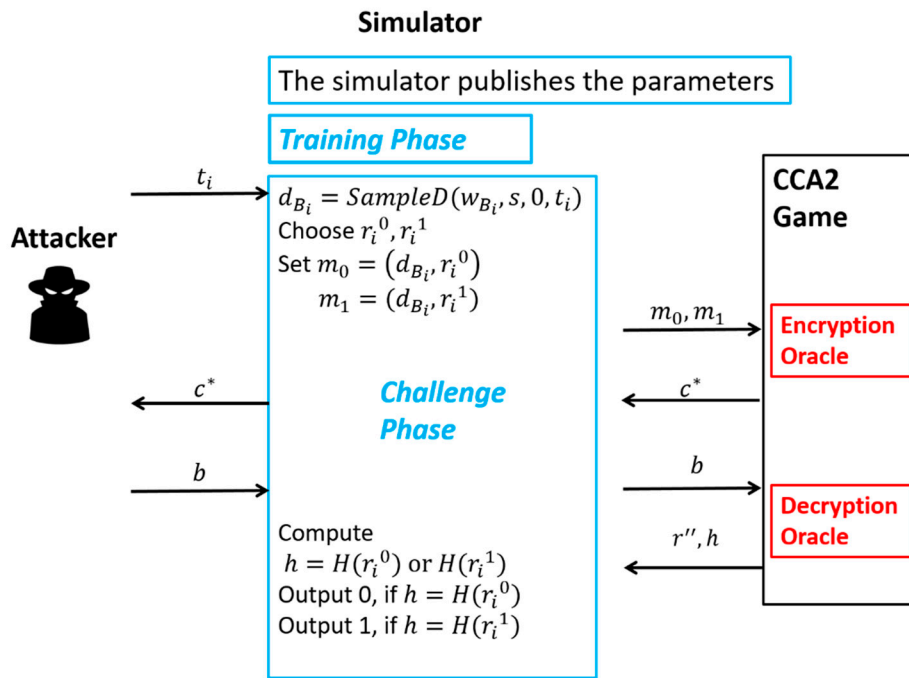 Simulator
The simulator publishes the parameters
Training Phase
Attacker
t_i
d_{B_i} = SampleD(w_{B_i}, s, 0, t_i)
Choose r_i^0, r_i^1
Set m_0 = (d_{B_i}, r_i^0)
m_1 = (d_{B_i}, r_i^1)
c*
Challenge
Phase
b
Compute
h = H(r_i^0) or H(r_i^1)
Output 0, if h = H(r_i^0)
Output 1, if h = H(r_i^1)
m_0, m_1
c*
b
r'', h
CCA2
Game
Encryption
Oracle
Decryption
Oracle